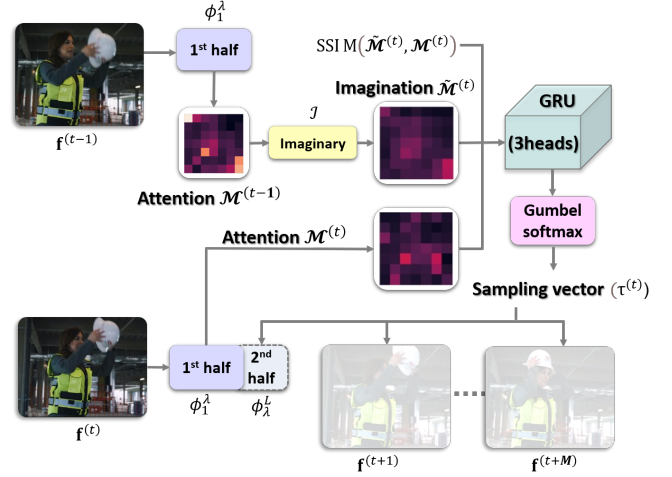 ϕ₁^λ
1ˢᵗ half
SSI M(ℳ̃⁽ᵗ⁾, ℳ⁽ᵗ⁾)
Imagination ℳ̃⁽ᵗ⁾
GRU
(3heads)
f⁽ᵗ⁻¹⁾
ℐ
Imaginary
Attention ℳ⁽ᵗ⁻¹⁾
Gumbel
softmax
Attention ℳ⁽ᵗ⁾
Sampling vector (τ⁽ᵗ⁾)
1ˢᵗ half
2ⁿᵈ
half
ϕ₁^λ
ϕ_λ^L
f⁽ᵗ⁾
f⁽ᵗ⁺¹⁾
f⁽ᵗ⁺ᴹ⁾